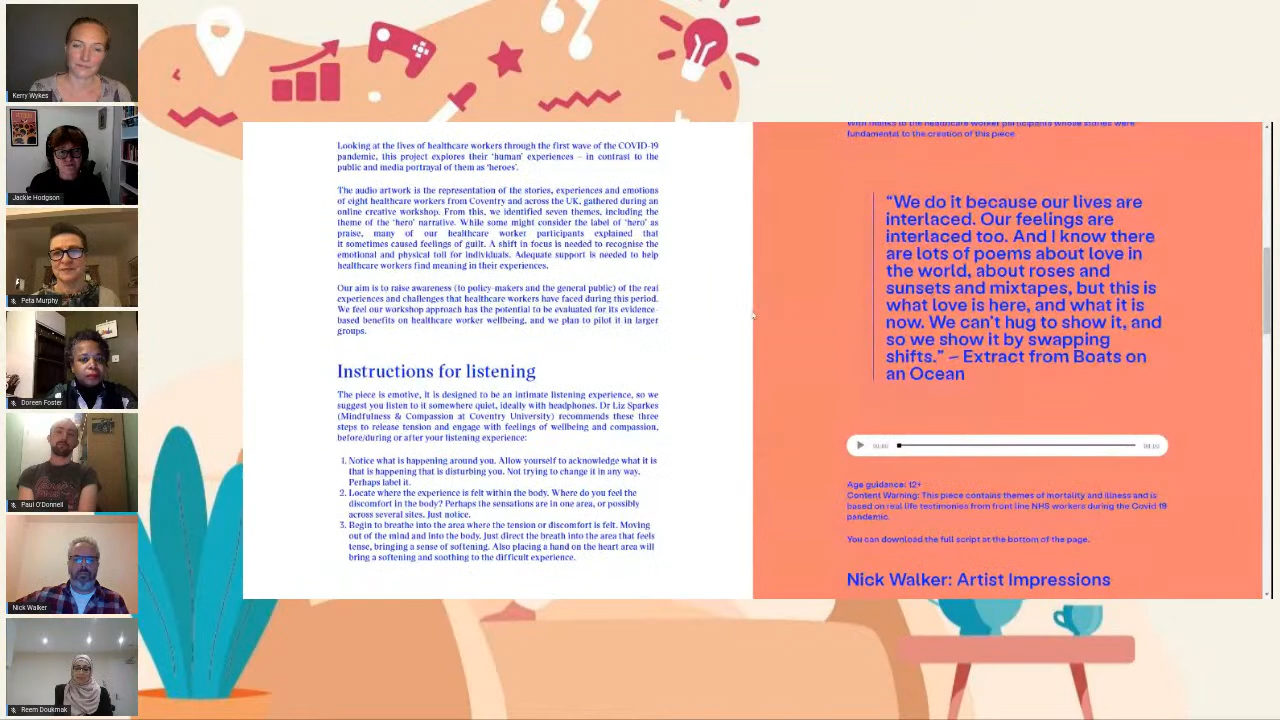 Kerry Wykes
Jackie Hodgson
Peta Murphy
Doreen Foster
Paul O'Donnell
Nick Walker
Reem Doukmak
Looking at the lives of healthcare workers through the first wave of the COVID-19
pandemic, this project explores their 'human' experiences – in contrast to the
public and media portrayal of them as 'heroes'.
The audio artwork is the representation of the stories, experiences and emotions
of eight healthcare workers from Coventry and across the UK, gathered during an
online creative workshop. From this, we identified seven themes, including the
theme of the 'hero' narrative. While some might consider the label of 'hero' as
praise, many of our healthcare worker participants explained that
it sometimes caused feelings of guilt. A shift in focus is needed to recognise the
emotional and physical toll for individuals. Adequate support is needed to help
healthcare workers find meaning in their experiences.
Our aim is to raise awareness (to policy-makers and the general public) of the real
experiences and challenges that healthcare workers have faced during this period.
We feel our workshop approach has the potential to be evaluated for its evidence-
based benefits on healthcare worker wellbeing, and we plan to pilot it in larger
groups.
Instructions for listening
The piece is emotive, it is designed to be an intimate listening experience, so we
suggest you listen to it somewhere quiet, ideally with headphones. Dr Liz Sparkes
(Mindfulness & Compassion at Coventry University) recommends these three
steps to release tension and engage with feelings of wellbeing and compassion,
before/during or after your listening experience:
1. Notice what is happening around you. Allow yourself to acknowledge what it is
that is happening that is disturbing you. Not trying to change it in any way.
Perhaps label it.
2. Locate where the experience is felt within the body. Where do you feel the
discomfort in the body? Perhaps the sensations are in one area, or possibly
across several sites. Just notice.
3. Begin to breathe into the area where the tension or discomfort is felt. Moving
out of the mind and into the body. Just direct the breath into the area that feels
tense, bringing a sense of softening. Also placing a hand on the heart area will
bring a softening and soothing to the difficult experience.
With thanks to the healthcare worker participants whose stories were
fundamental to the creation of this piece
“We do it because our lives are
interlaced. Our feelings are
interlaced too. And I know there
are lots of poems about love in
the world, about roses and
sunsets and mixtapes, but this is
what love is here, and what it is
now. We can't hug to show it, and
so we show it by swapping
shifts.” – Extract from Boats on
an Ocean
Age guidance: 12+
Content Warning: This piece contains themes of mortality and illness and is
based on real life testimonies from front line NHS workers during the Covid 19
pandemic.
You can download the full script at the bottom of the page.
Nick Walker: Artist Impressions